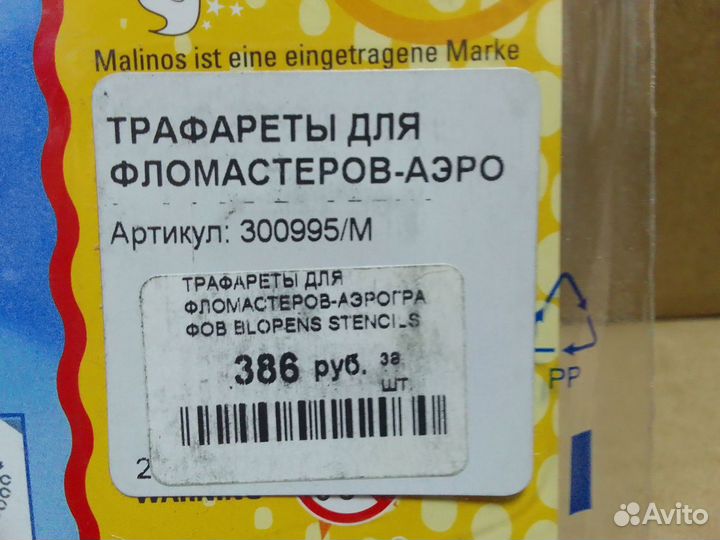 Malinos ist eine eingetragene Marke
ТРАФАРЕТЫ ДЛЯ
ФЛОМАСТЕРОВ-АЭРО
Артикул: 300995/М
ТРАФАРЕТЫ ДЛЯ
ФЛОМАСТЕРОВ-АЭРОГРА
ФОВ BLOPENS STENCILS
386 руб. за
шт.
2
PP
Avito